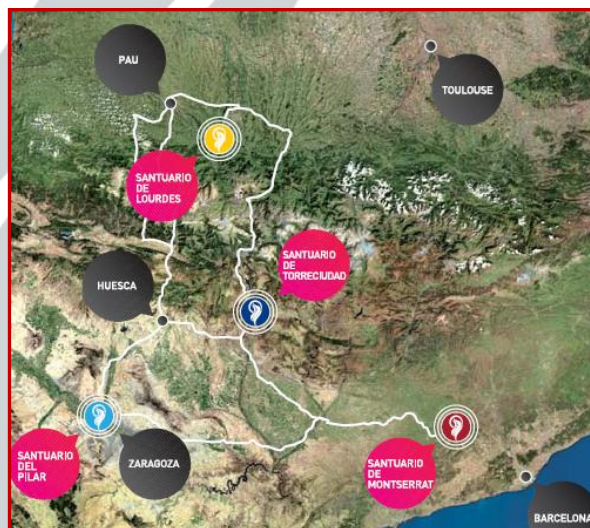 PAU
TOULOUSE
SANTUARIO
DE
LOURDES
SANTUARIO
DE
TORRECIUDAD
HUESCA
SANTUARIO
DEL
PILAR
ZARAGOZA
SANTUARIO
DE
MONTSERRAT
BARCELONA